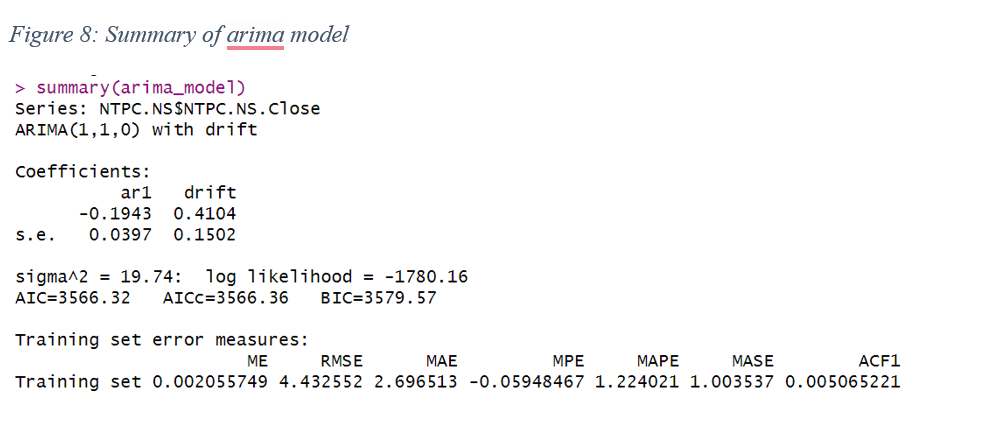 Figure 8: Summary of arima model
> summary(arima_model)
Series: NTPC.NS$NTPC.NS.Close
ARIMA(1,1,0) with drift
Coefficients:
ar1 drift
-0.1943 0.4104
s.e. 0.0397 0.1502
sigma^2 = 19.74: log likelihood = -1780.16
AIC=3566.32 AICc=3566.36 BIC=3579.57
Training set error measures:
ME RMSE MAE MPE MAPE MASE ACF1
Training set 0.002055749 4.432552 2.696513 -0.05948467 1.224021 1.003537 0.005065221